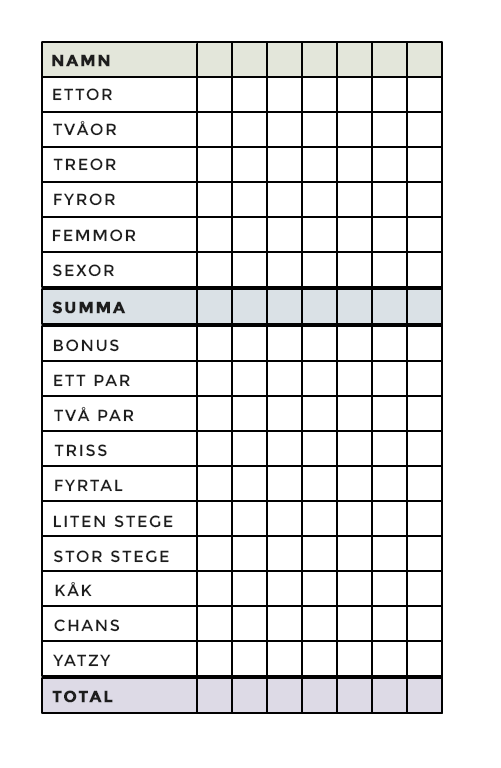 NAMN
ETTOR
TVÅOR
TREOR
FYROR
FEMMOR
SEXOR
SUMMA
BONUS
ETT PAR
TVÅ PAR
TRISS
FYRTAL
LITEN STEGE
STOR STEGE
KÅK
CHANS
YATZY
TOTAL